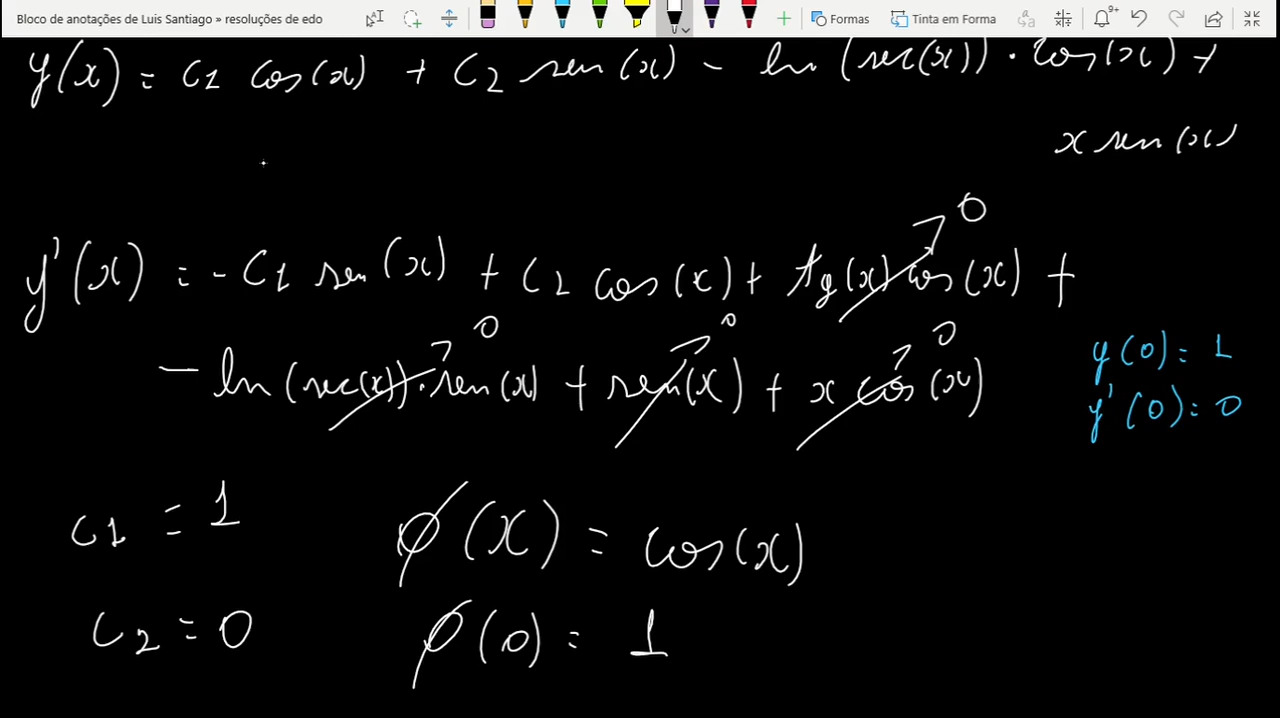 Bloco de anotações de Luis Santiago » resoluções de edo
Formas
Tinta em Forma
9+
y(x) = C1 cos(x) + C2 sen(x) - ln(sec(x)) · cos(x) +
x sen(x)
y'(x) = - C1 sen(x) + C2 cos(x) + tg(x) cos(x) +
0
- ln(sec(x)) · sen(x) + sen(x) + x cos(x)
0 0 0
y(0) = 1
y'(0) = 0
C1 = 1
ϕ(x) = cos(x)
C2 = 0
ϕ(0) = 1